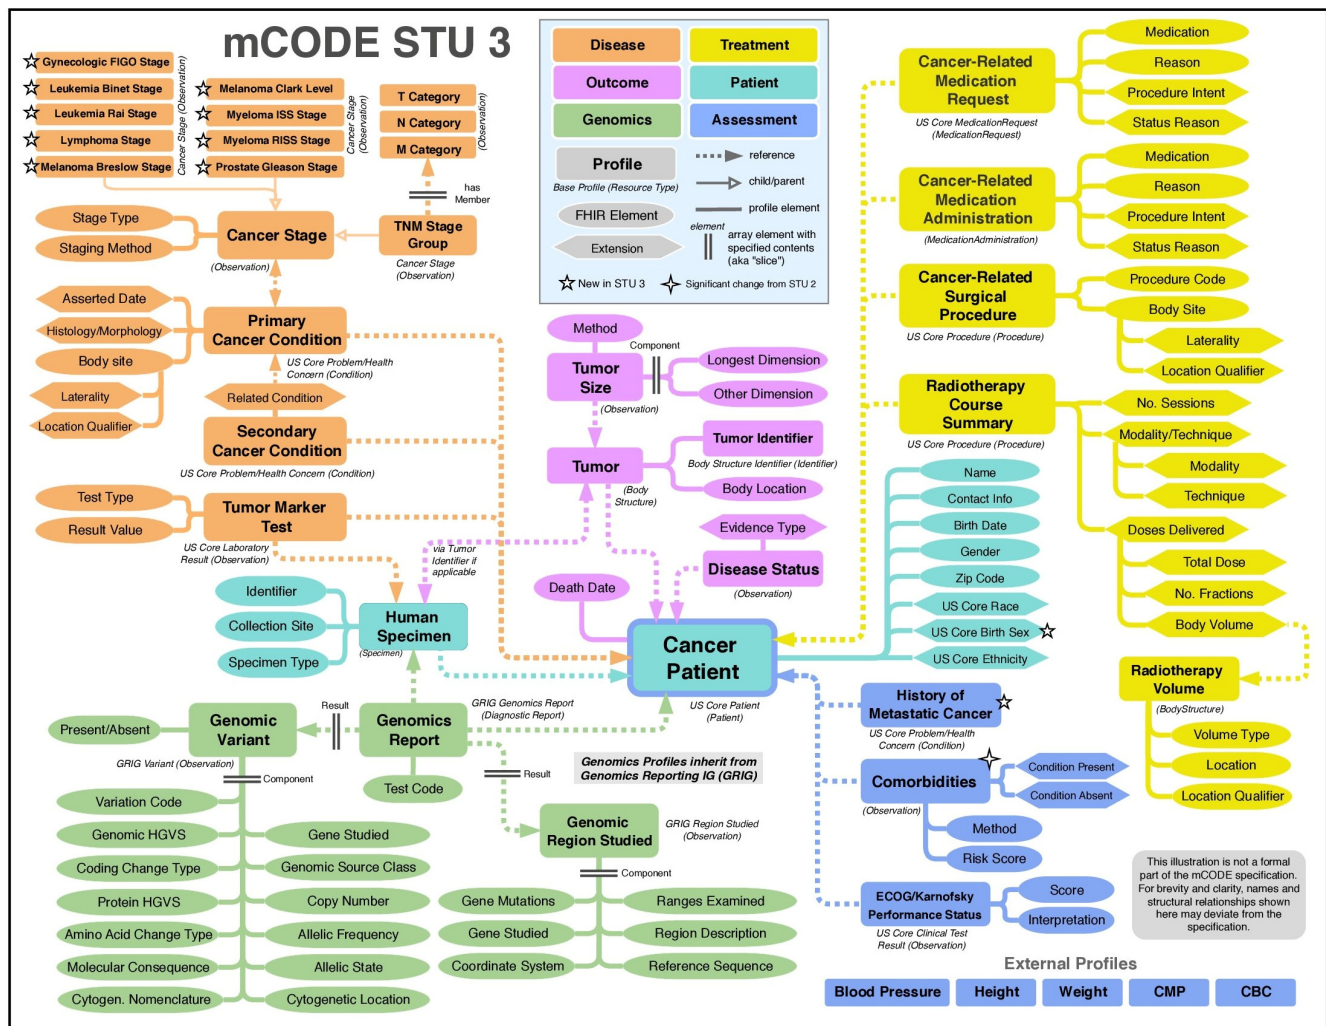 mCODE STU 3
Gynecologic FIGO Stage
Leukemia Binet Stage
Leukemia Rai Stage
Lymphoma Stage
Melanoma Breslow Stage
Cancer Stage
(Observation)
Melanoma Clark Level
Myeloma ISS Stage
Myeloma RISS Stage
Prostate Gleason Stage
Cancer Stage
(Observation)
T Category
N Category
M Category
(Observation)
has
Member
Stage Type
Staging Method
Cancer Stage
(Observation)
TNM Stage
Group
Cancer Stage
(Observation)
Asserted Date
Histology/Morphology
Body site
Laterality
Location Qualifier
Primary
Cancer Condition
US Core Problem/Health
Concern (Condition)
Related Condition
Secondary
Cancer Condition
US Core Problem/Health Concern (Condition)
Test Type
Result Value
Tumor Marker
Test
US Core Laboratory
Result (Observation)
Disease
Treatment
Outcome
Patient
Genomics
Assessment
Profile
Base Profile (Resource Type)
FHIR Element
Extension
reference
child/parent
profile element
element
array element with
specified contents
(aka "slice")
New in STU 3
Significant change from STU 2
Method
Tumor
Size
(Observation)
Component
Longest Dimension
Other Dimension
Tumor
(Body
Structure)
Tumor Identifier
Body Structure Identifier (Identifier)
Body Location
Evidence Type
Disease Status
(Observation)
via Tumor
Identifier if
applicable
Death Date
Identifier
Collection Site
Specimen Type
Human
Specimen
(Specimen)
Cancer
Patient
US Core Patient
(Patient)
Name
Contact Info
Birth Date
Gender
Zip Code
US Core Race
US Core Birth Sex
US Core Ethnicity
Cancer-Related
Medication
Request
US Core MedicationRequest
(MedicationRequest)
Medication
Reason
Procedure Intent
Status Reason
Cancer-Related
Medication
Administration
(MedicationAdministration)
Medication
Reason
Procedure Intent
Status Reason
Cancer-Related
Surgical
Procedure
US Core Procedure (Procedure)
Procedure Code
Body Site
Laterality
Location Qualifier
Radiotherapy
Course
Summary
US Core Procedure (Procedure)
No. Sessions
Modality/Technique
Modality
Technique
Doses Delivered
Total Dose
No. Fractions
Body Volume
Radiotherapy
Volume
(BodyStructure)
Volume Type
Location
Location Qualifier
Present/Absent
Genomic
Variant
GRIG Variant (Observation)
Result
Genomics
Report
GRIG Genomics Report
(Diagnostic Report)
Test Code
Result
Component
Variation Code
Genomic HGVS
Coding Change Type
Protein HGVS
Amino Acid Change Type
Molecular Consequence
Cytogen. Nomenclature
Gene Studied
Genomic Source Class
Copy Number
Allelic Frequency
Allelic State
Cytogenetic Location
Genomics Profiles inherit from
Genomics Reporting IG (GRIG)
Genomic
Region Studied
GRIG Region Studied
(Observation)
Component
Gene Mutations
Gene Studied
Coordinate System
Ranges Examined
Region Description
Reference Sequence
History of
Metastatic Cancer
US Core Problem/Health
Concern (Condition)
Comorbidities
(Observation)
Condition Present
Condition Absent
Method
Risk Score
ECOG/Karnofsky
Performance Status
US Core Clinical Test
Result (Observation)
Score
Interpretation
This illustration is not a formal
part of the mCODE specification.
For brevity and clarity, names and
structural relationships shown
here may deviate from the
specification.
External Profiles
Blood Pressure
Height
Weight
CMP
CBC